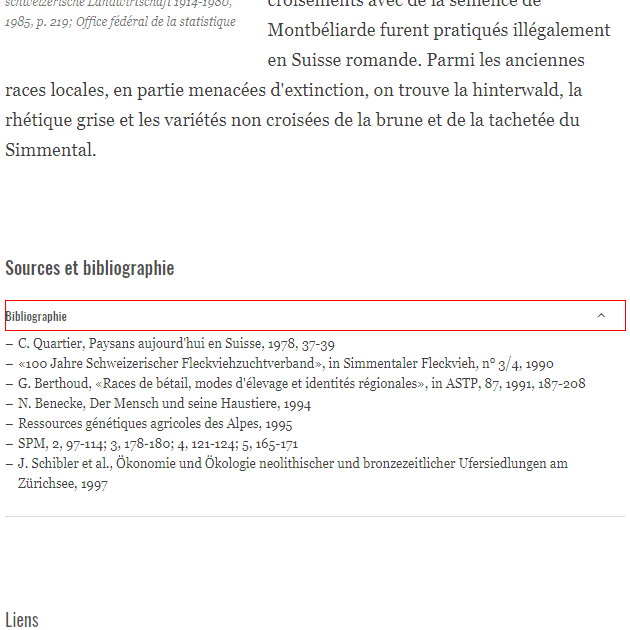 schweizerische Landwirtschaft 1914-1980,
1985, p. 219; Office fédéral de la statistique
croisements avec de la semence de
Montbéliarde furent pratiqués illégalement
en Suisse romande. Parmi les anciennes
races locales, en partie menacées d'extinction, on trouve la hinterwald, la
rhétique grise et les variétés non croisées de la brune et de la tachetée du
Simmental.
Sources et bibliographie
Bibliographie
– C. Quartier, Paysans aujourd'hui en Suisse, 1978, 37-39
– «100 Jahre Schweizerischer Fleckviehzuchtverband», in Simmentaler Fleckvieh, n° 3/4, 1990
– G. Berthoud, «Races de bétail, modes d'élevage et identités régionales», in ASTP, 87, 1991, 187-208
– N. Benecke, Der Mensch und seine Haustiere, 1994
– Ressources génétiques agricoles des Alpes, 1995
– SPM, 2, 97-114; 3, 178-180; 4, 121-124; 5, 165-171
– J. Schibler et al., Ökonomie und Ökologie neolithischer und bronzezeitlicher Ufersiedlungen am
Zürichsee, 1997
Liens